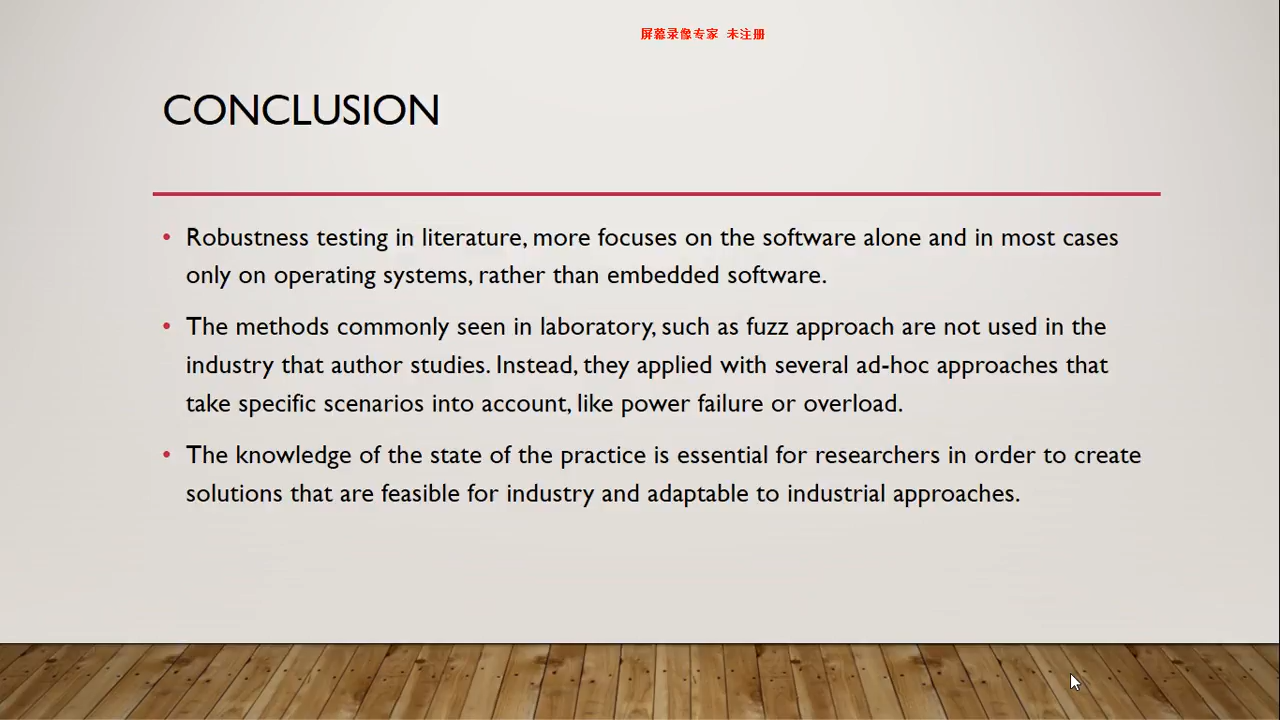 屏幕录像专家 未注册
CONCLUSION
• Robustness testing in literature, more focuses on the software alone and in most cases
only on operating systems, rather than embedded software.
• The methods commonly seen in laboratory, such as fuzz approach are not used in the
industry that author studies. Instead, they applied with several ad-hoc approaches that
take specific scenarios into account, like power failure or overload.
• The knowledge of the state of the practice is essential for researchers in order to create
solutions that are feasible for industry and adaptable to industrial approaches.